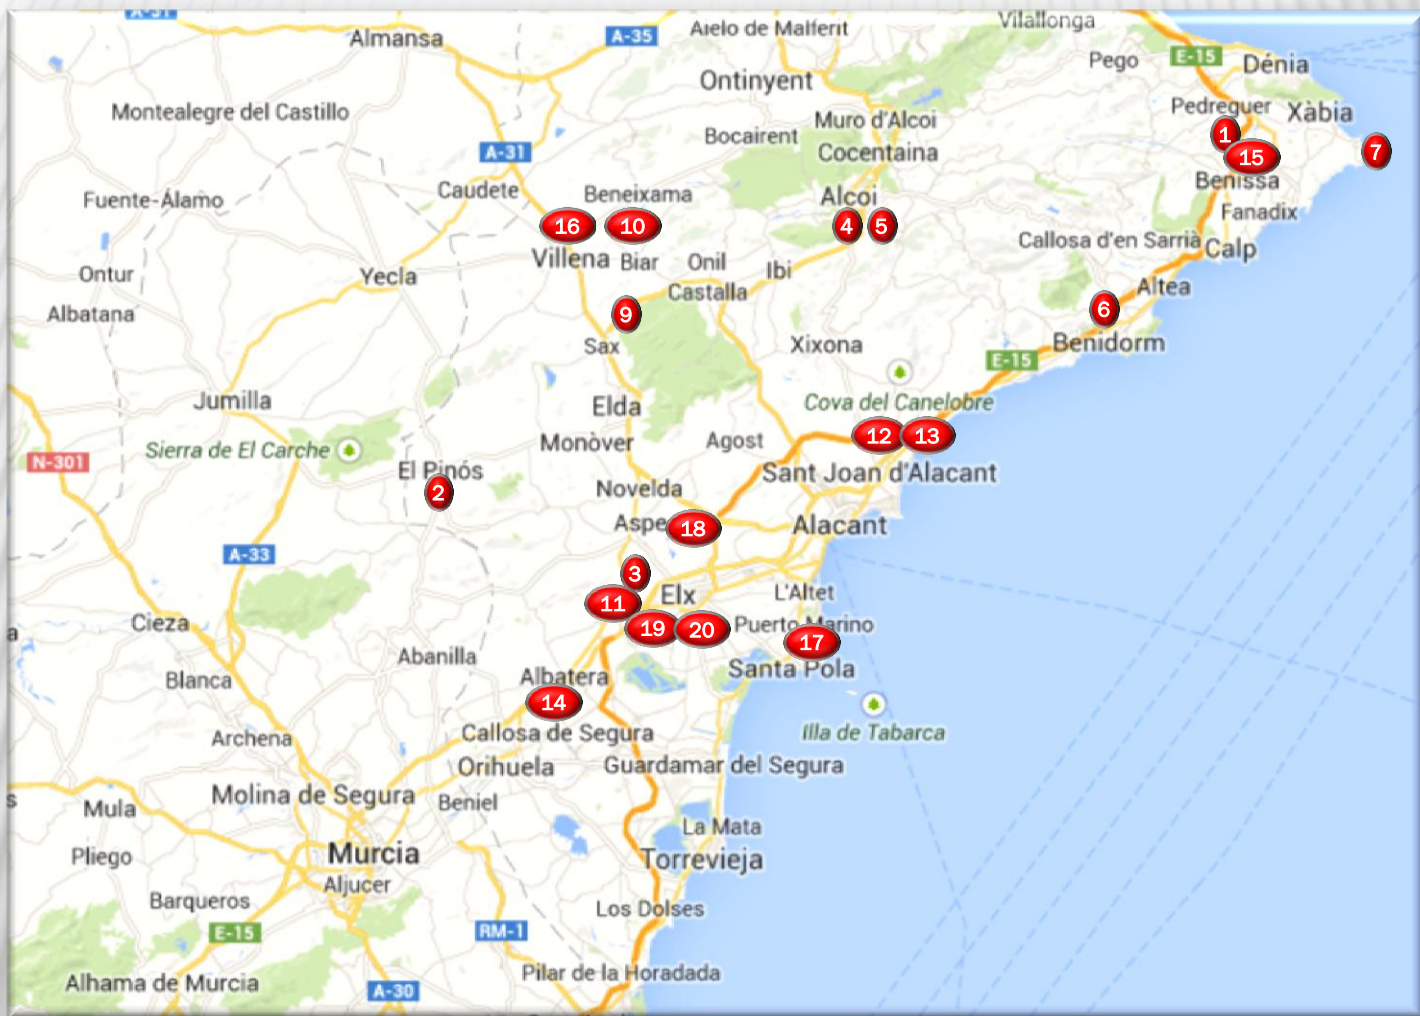 A-31
Almansa
A-35
Aielo de Malferit
Vilallonga
Pego
E-15
Dénia
Ontinyent
Montealegre del Castillo
Pedreguer
Xàbia
Muro d'Alcoi
Bocairent
1
15
7
A-31
Cocentaina
Caudete
Beneixama
Alcoi
Benissa
Fuente-Álamo
Fanadix
16
10
4
5
Callosa d'en Sarrià
Calp
Villena
Biar
Onil
Ibi
Ontur
Yecla
Castalla
Altea
Albatana
9
6
Sax
Xixona
Benidorm
E-15
Jumilla
Elda
Cova del Canelobre
Sierra de El Carche
Monòver
Agost
12
13
N-301
El Pinós
Sant Joan d'Alacant
2
Novelda
Aspe
18
Alacant
A-33
3
Elx
L'Altet
11
Cieza
19
20
Puerto Marino
17
Abanilla
Santa Pola
Blanca
Albatera
14
Archena
Callosa de Segura
Illa de Tabarca
Orihuela
Guardamar del Segura
Molina de Segura
Beniel
Mula
La Mata
Pliego
Murcia
Torrevieja
Aljucer
Barqueros
Los Dolses
E-15
RM-1
Alhama de Murcia
Pilar de la Horadada
A-30